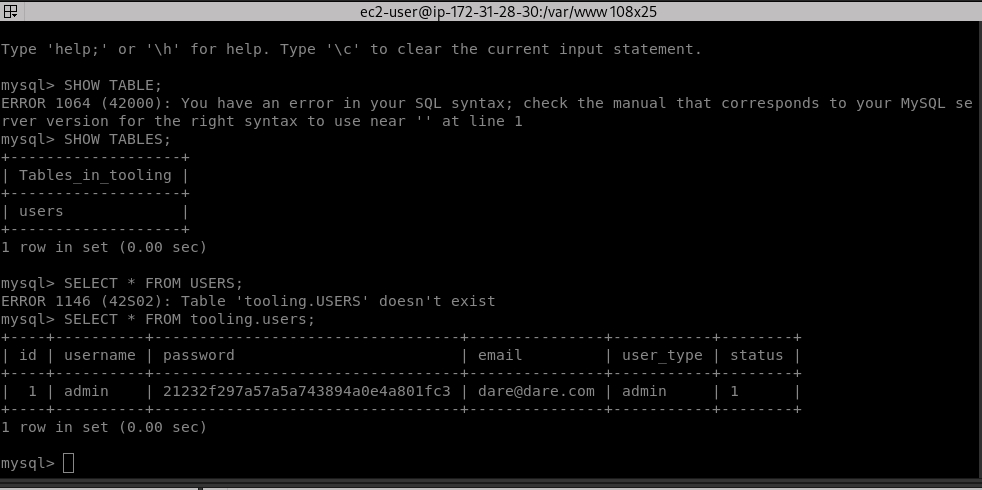 ec2-user@ip-172-31-28-30:/var/www 108x25
Type 'help;' or '\h' for help. Type '\c' to clear the current input statement.
mysql> SHOW TABLE;
ERROR 1064 (42000): You have an error in your SQL syntax; check the manual that corresponds to your MySQL se
rver version for the right syntax to use near '' at line 1
mysql> SHOW TABLES;
+-------------------+
| Tables_in_tooling |
+-------------------+
| users             |
+-------------------+
1 row in set (0.00 sec)
mysql> SELECT * FROM USERS;
ERROR 1146 (42S02): Table 'tooling.USERS' doesn't exist
mysql> SELECT * FROM tooling.users;
+----+----------+----------------------------------+---------------+-----------+--------+
| id | username | password                         | email         | user_type | status |
+----+----------+----------------------------------+---------------+-----------+--------+
|  1 | admin    | 21232f297a57a5a743894a0e4a801fc3 | dare@dare.com | admin     | 1      |
+----+----------+----------------------------------+---------------+-----------+--------+
1 row in set (0.00 sec)
mysql>